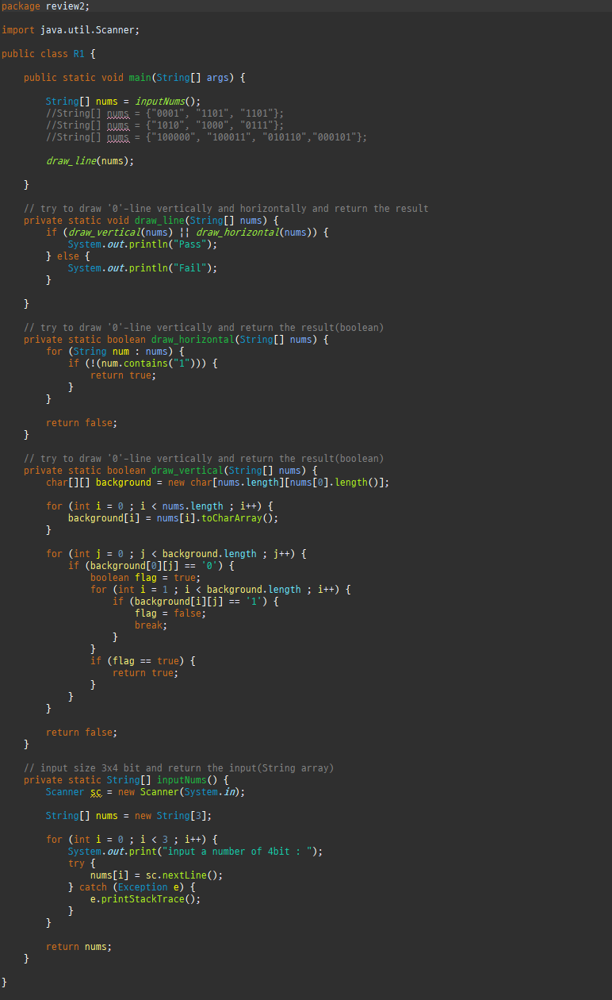 package review2;
import java.util.Scanner;
public class R1 {
public static void main(String[] args) {
String[] nums = inputNums();
//String[] nums = {"0001", "1101", "1101"};
//String[] nums = {"1010", "1000", "0111"};
//String[] nums = {"100000", "100011", "010110","000101"};
draw_line(nums);
}
// try to draw '0'-line vertically and horizontally and return the result
private static void draw_line(String[] nums) {
if (draw_vertical(nums) || draw_horizontal(nums)) {
System.out.println("Pass");
} else {
System.out.println("Fail");
}
}
// try to draw '0'-line vertically and return the result(boolean)
private static boolean draw_horizontal(String[] nums) {
for (String num : nums) {
if (!(num.contains("1"))) {
return true;
}
}
return false;
}
// try to draw '0'-line vertically and return the result(boolean)
private static boolean draw_vertical(String[] nums) {
char[][] background = new char[nums.length][nums[0].length()];
for (int i = 0 ; i < nums.length ; i++) {
background[i] = nums[i].toCharArray();
}
for (int j = 0 ; j < background.length ; j++) {
if (background[0][j] == '0') {
boolean flag = true;
for (int i = 1 ; i < background.length ; i++) {
if (background[i][j] == '1') {
flag = false;
break;
}
}
if (flag == true) {
return true;
}
}
}
return false;
}
// input size 3x4 bit and return the input(String array)
private static String[] inputNums() {
Scanner sc = new Scanner(System.in);
String[] nums = new String[3];
for (int i = 0 ; i < 3 ; i++) {
System.out.print("input a number of 4bit : ");
try {
nums[i] = sc.nextLine();
} catch (Exception e) {
e.printStackTrace();
}
}
return nums;
}
}